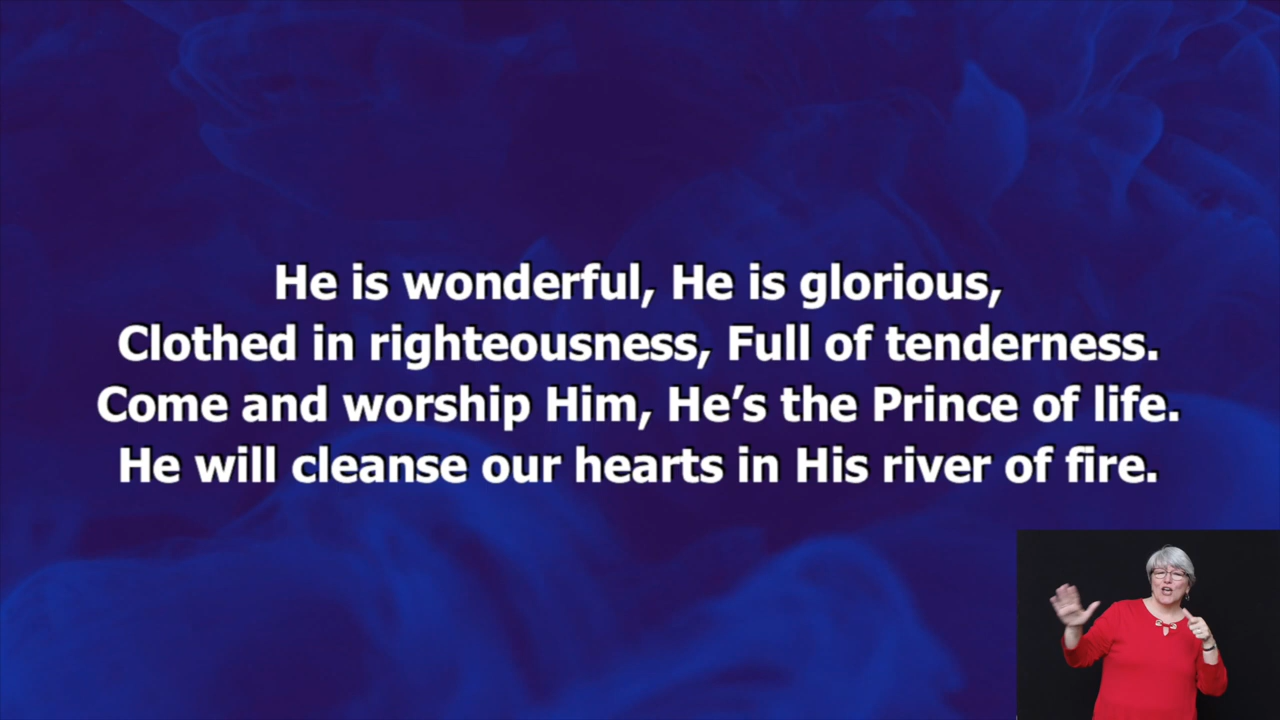 He is wonderful, He is glorious,
Clothed in righteousness, Full of tenderness.
Come and worship Him, He’s the Prince of life.
He will cleanse our hearts in His river of fire.